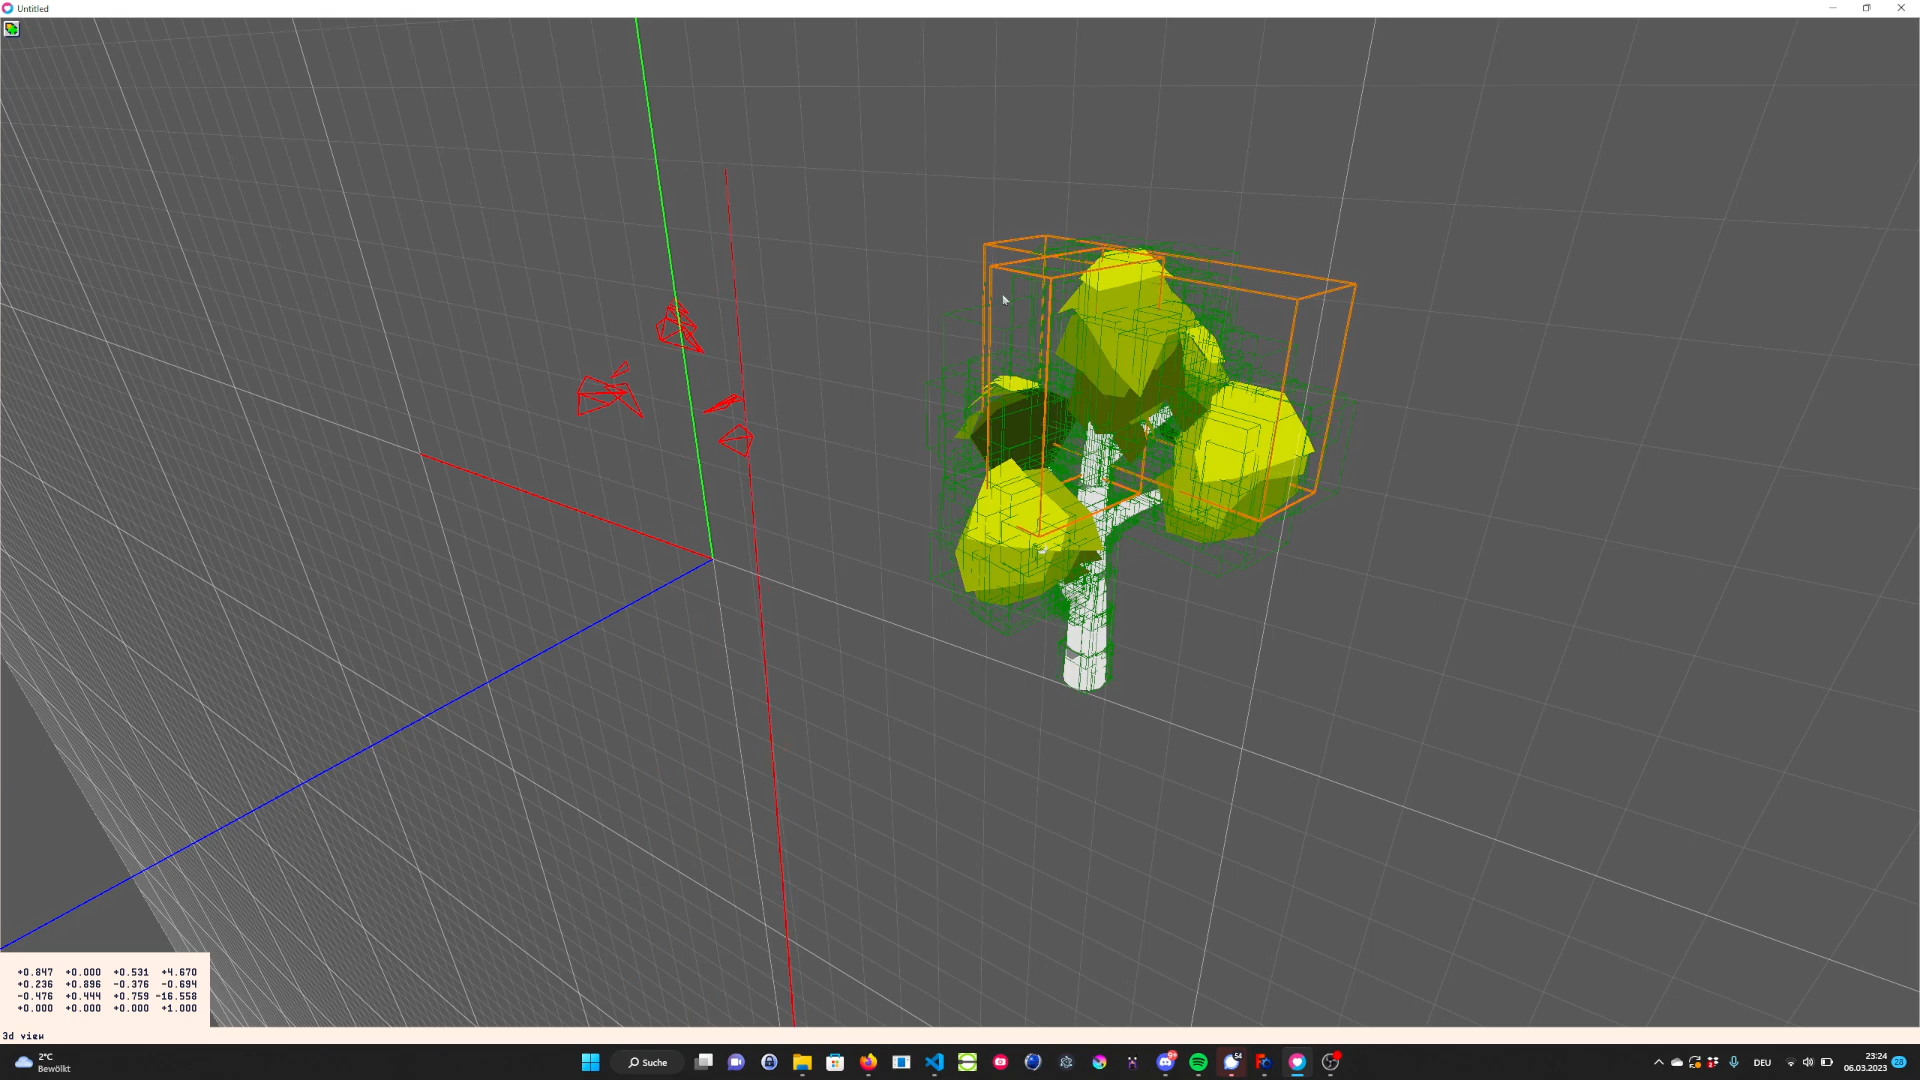 Untitled
+0.847 +0.000 +0.531 +4.670
+0.236 +0.896 -0.376 -0.694
-0.476 +0.444 +0.759 -16.558
+0.000 +0.000 +0.000 +1.000
3d view
2°C
Bewölkt
Suche
54
DEU
23:24
06.03.2023
28